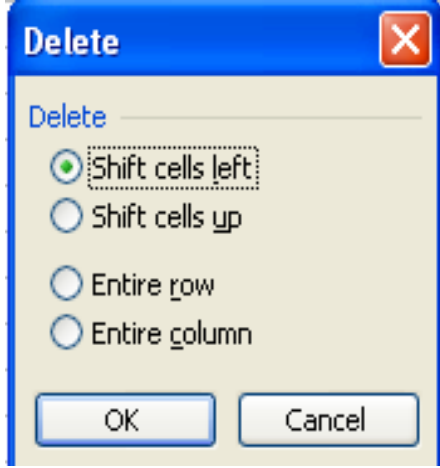 Delete
Delete
Shift cells left
Shift cells up
Entire row
Entire column
OK
Cancel